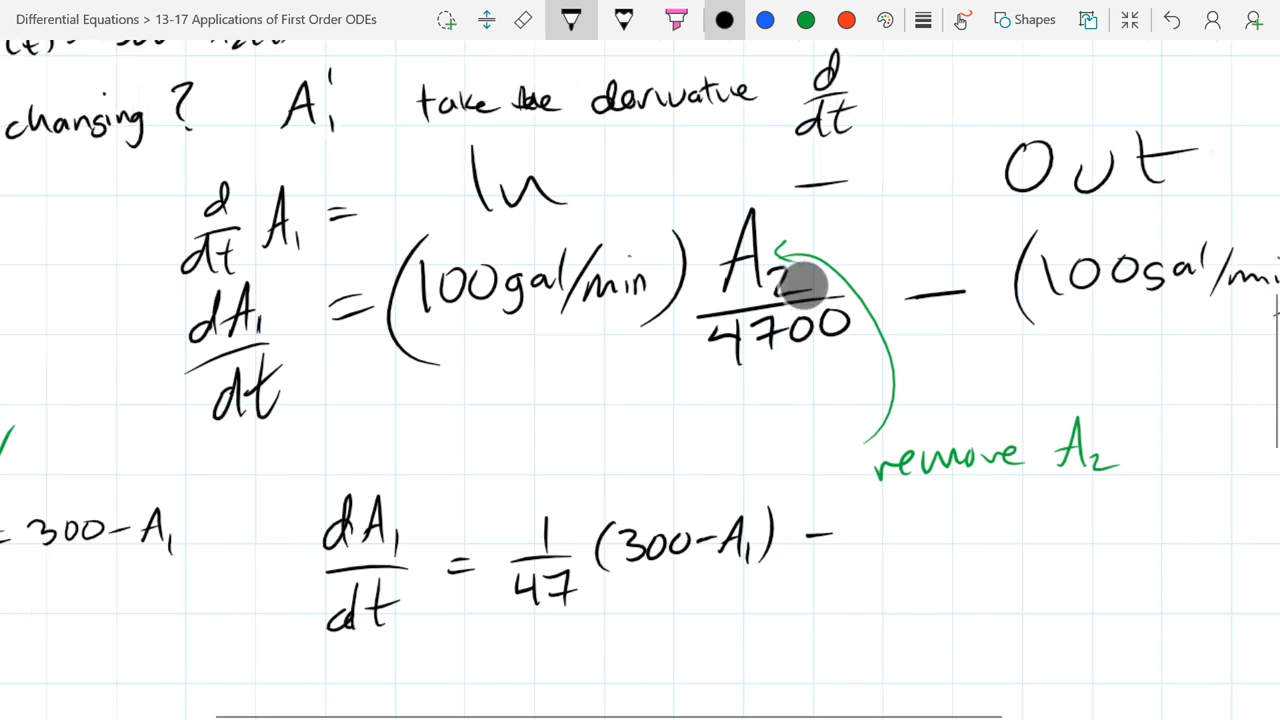 Differential Equations > 13-17 Applications of First Order ODEs
Shapes
changing? A₁' take the derivative d/dt
In − Out
d/dt A₁ =
dA₁/dt = (100gal/min) A₂/4700 − (100gal/mi
remove A₂
= 300-A₁
dA₁/dt = 1/47 (300-A₁) −